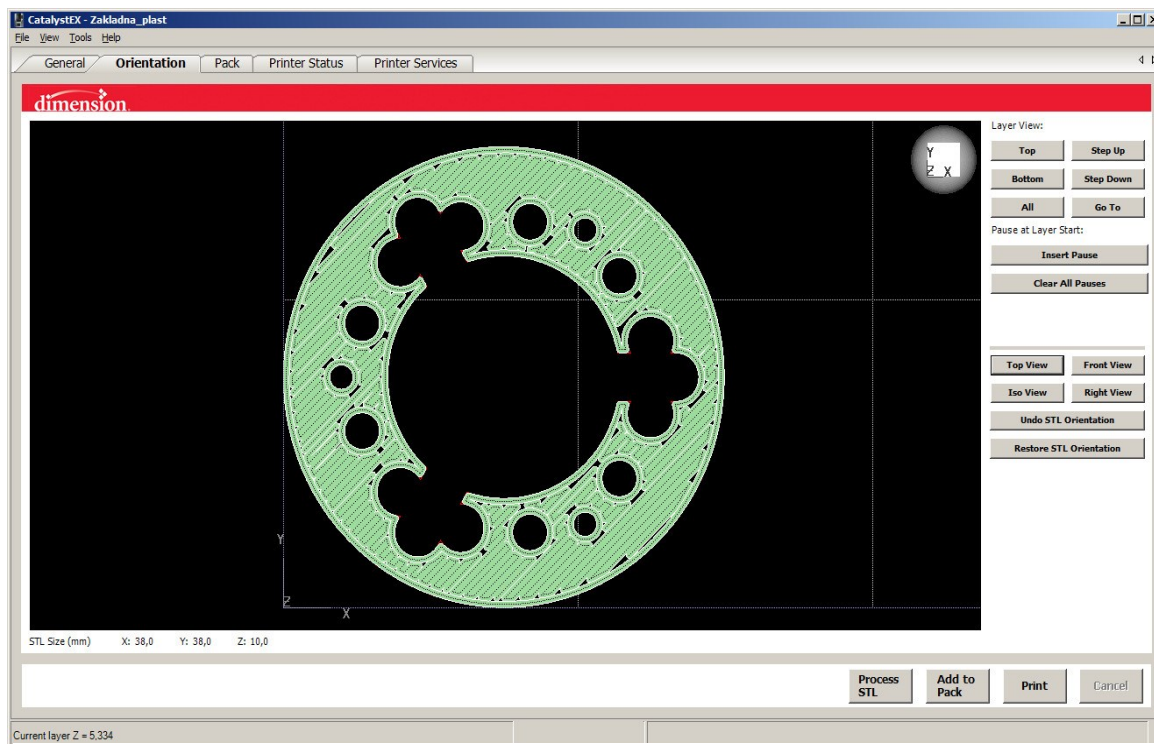 CatalystEX - Zakladna_plast
File View Tools Help
General Orientation Pack Printer Status Printer Services
dimension
Layer View:
Top Step Up
Bottom Step Down
All Go To
Pause at Layer Start:
Insert Pause
Clear All Pauses
Top View Front View
Iso View Right View
Undo STL Orientation
Restore STL Orientation
Y
Z X
Y
Z
X
STL Size (mm) X: 38,0 Y: 38,0 Z: 10,0
Process STL Add to Pack Print Cancel
Current layer Z = 5,334